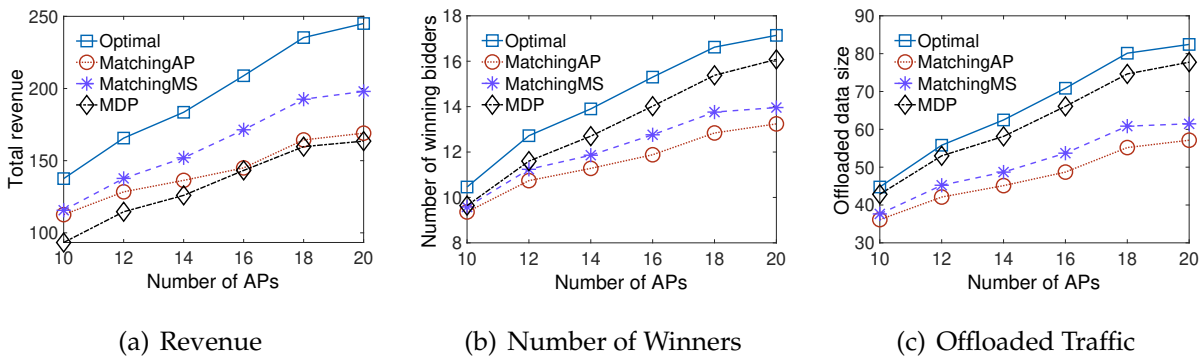 250
200
150
100
Total revenue
Optimal
MatchingAP
MatchingMS
MDP
10 12 14 16 18 20
Number of APs
(a) Revenue
18
16
14
12
10
8
Number of winning bidders
Optimal
MatchingAP
MatchingMS
MDP
10 12 14 16 18 20
Number of APs
(b) Number of Winners
90
80
70
60
50
40
30
Offloaded data size
Optimal
MatchingAP
MatchingMS
MDP
10 12 14 16 18 20
Number of APs
(c) Offloaded Traffic